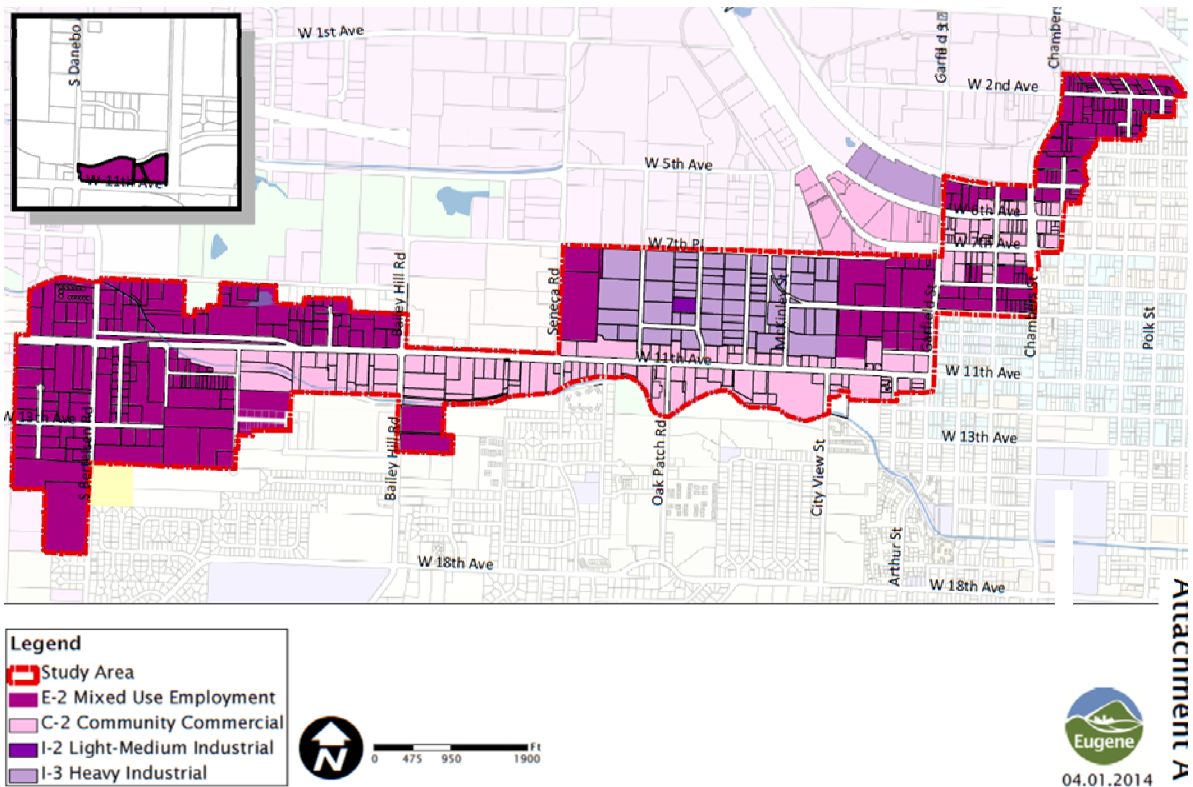 S Danebo
W 11th Ave
W 1st Ave
Garfield St
Chambers
W 2nd Ave
W 5th Ave
W 6th Ave
W 7th Pl
W 7th Ave
Bailey Hill Rd
Seneca Rd
McKinley St
Garfield St
Chambers St
Polk St
W 11th Ave
W 11th Ave
W 13th Ave
W 13th Ave
Bailey Hill Rd
Oak Patch Rd
City View St
Arthur St
W 18th Ave
W 18th Ave
Attachment A
Legend
Study Area
E-2 Mixed Use Employment
C-2 Community Commercial
I-2 Light-Medium Industrial
I-3 Heavy Industrial
N
Ft
0 475 950 1900
Eugene
04.01.2014